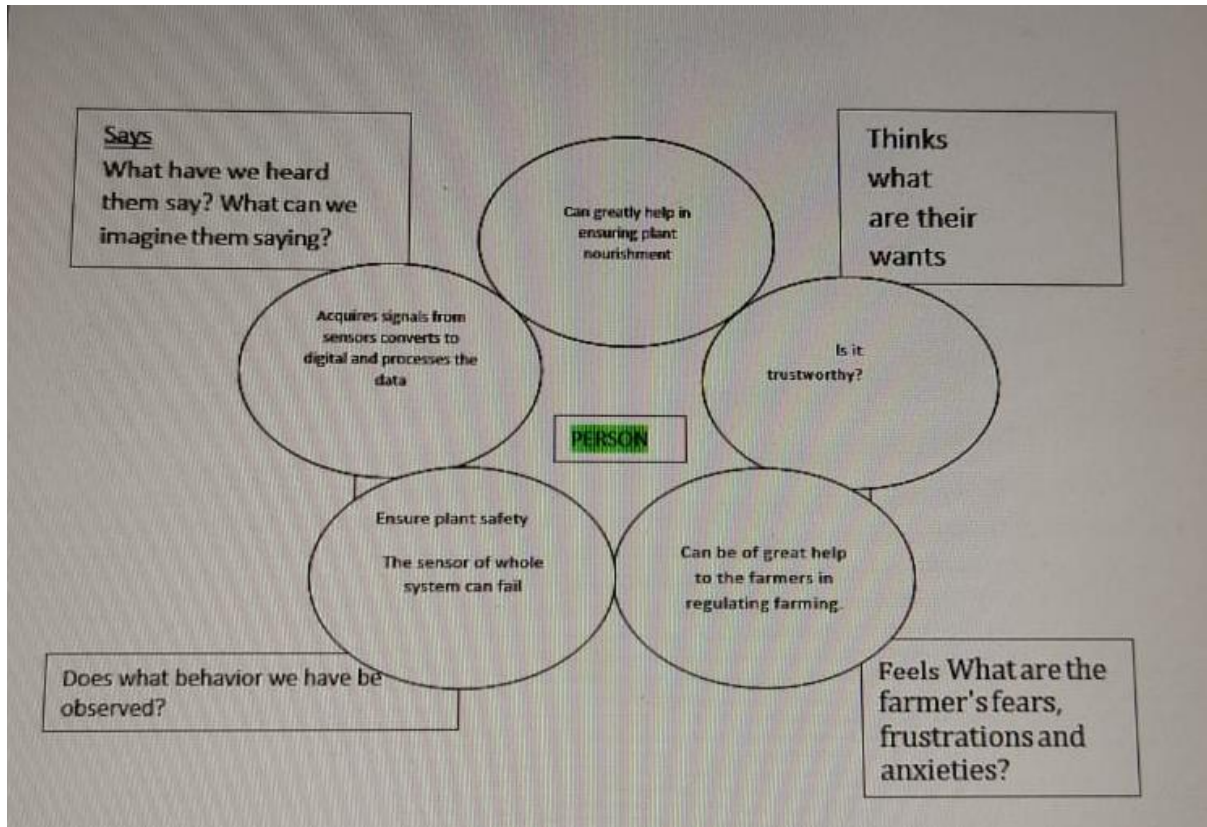 Says
What have we heard
them say? What can we
imagine them saying?
Thinks
what
are their
wants
Can greatly help in
ensuring plant
nourishment
Acquires signals from
sensors converts to
digital and processes the
data
Is it
trustworthy?
PERSON
Ensure plant safety
The sensor of whole
system can fail
Can be of great help
to the farmers in
regulating farming.
Does what behavior we have be
observed?
Feels What are the
farmer's fears,
frustrations and
anxieties?